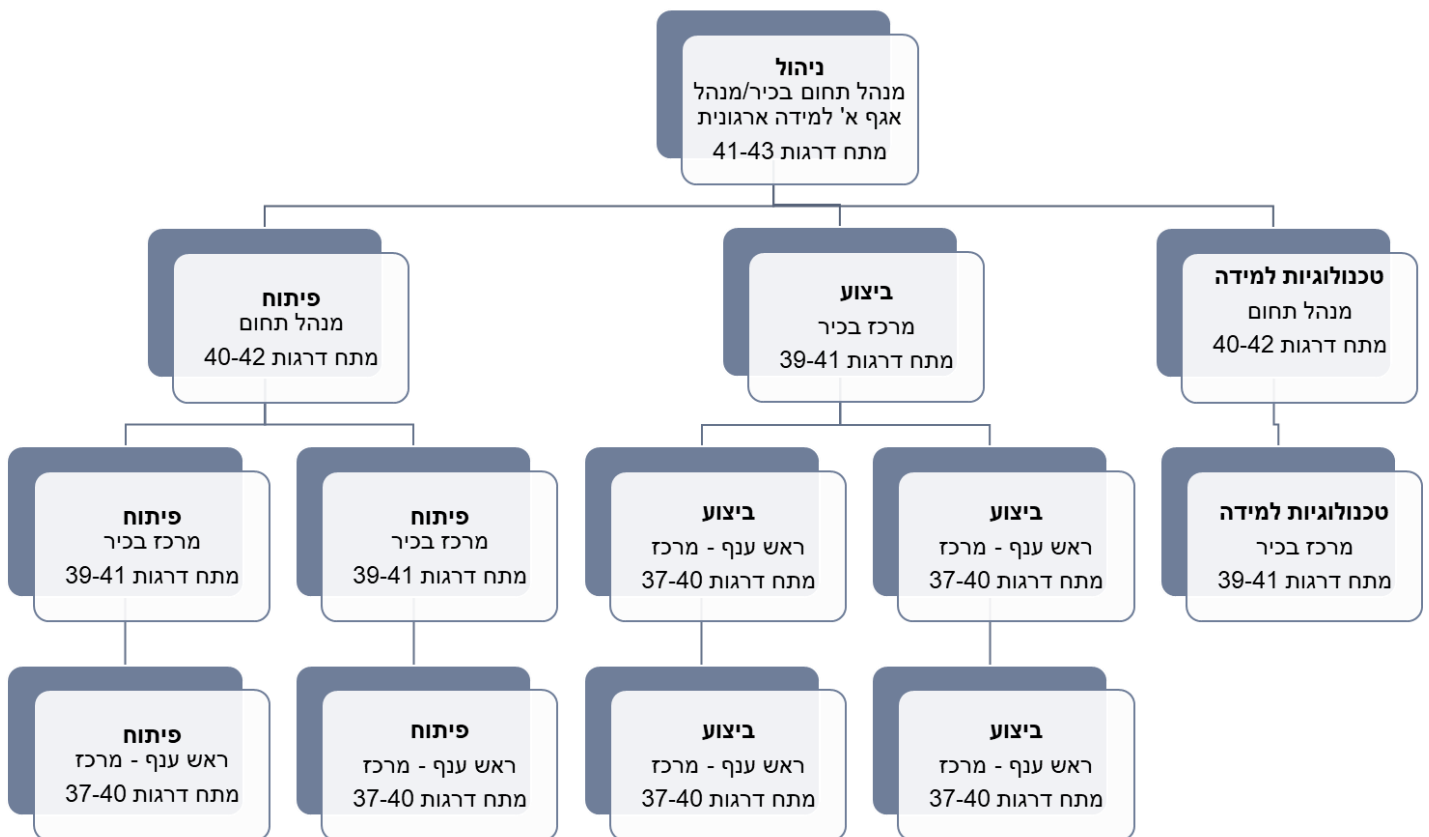 ניהול
מנהל תחום בכיר/מנהל
אגף א' למידה ארגונית
מתח דרגות 41-43
טכנולוגיות למידה
מנהל תחום
מתח דרגות 40-42
ביצוע
מרכז בכיר
מתח דרגות 39-41
פיתוח
מנהל תחום
מתח דרגות 40-42
טכנולוגיות למידה
מרכז בכיר
מתח דרגות 39-41
ביצוע
ראש ענף - מרכז
מתח דרגות 37-40
ביצוע
ראש ענף - מרכז
מתח דרגות 37-40
פיתוח
מרכז בכיר
מתח דרגות 39-41
פיתוח
מרכז בכיר
מתח דרגות 39-41
ביצוע
ראש ענף - מרכז
מתח דרגות 37-40
ביצוע
ראש ענף - מרכז
מתח דרגות 37-40
פיתוח
ראש ענף - מרכז
מתח דרגות 37-40
פיתוח
ראש ענף - מרכז
מתח דרגות 37-40